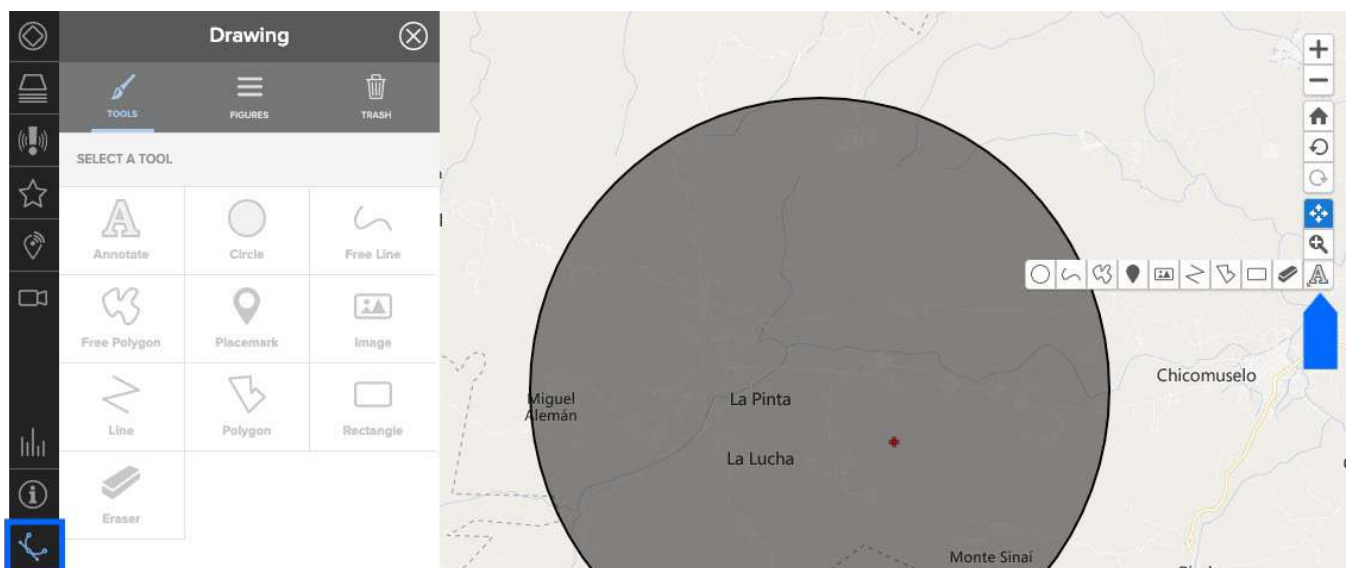 Drawing
TOOLS
FIGURES
TRASH
SELECT A TOOL
Annotate
Circle
Free Line
Free Polygon
Placemark
Image
Line
Polygon
Rectangle
Eraser
Miguel
Alemán
La Pinta
La Lucha
Chicomuselo
Monte Sinaí